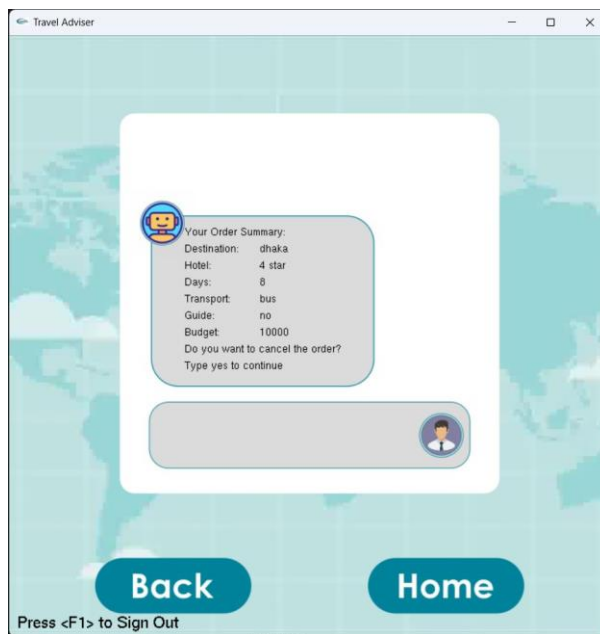 Travel Adviser
Your Order Summary:
Destination: dhaka
Hotel: 4 star
Days: 8
Transport: bus
Guide: no
Budget: 10000
Do you want to cancel the order?
Type yes to continue
Back Home
Press <F1> to Sign Out